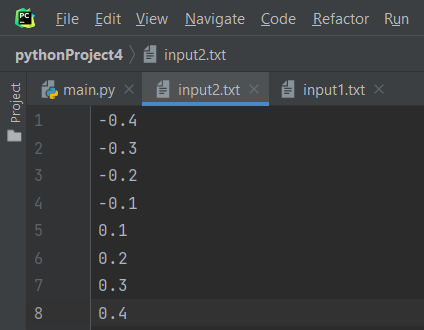 PC File Edit View Navigate Code Refactor Run
pythonProject4 input2.txt
Project
main.py input2.txt input1.txt
1 -0.4
2 -0.3
3 -0.2
4 -0.1
5 0.1
6 0.2
7 0.3
8 0.4